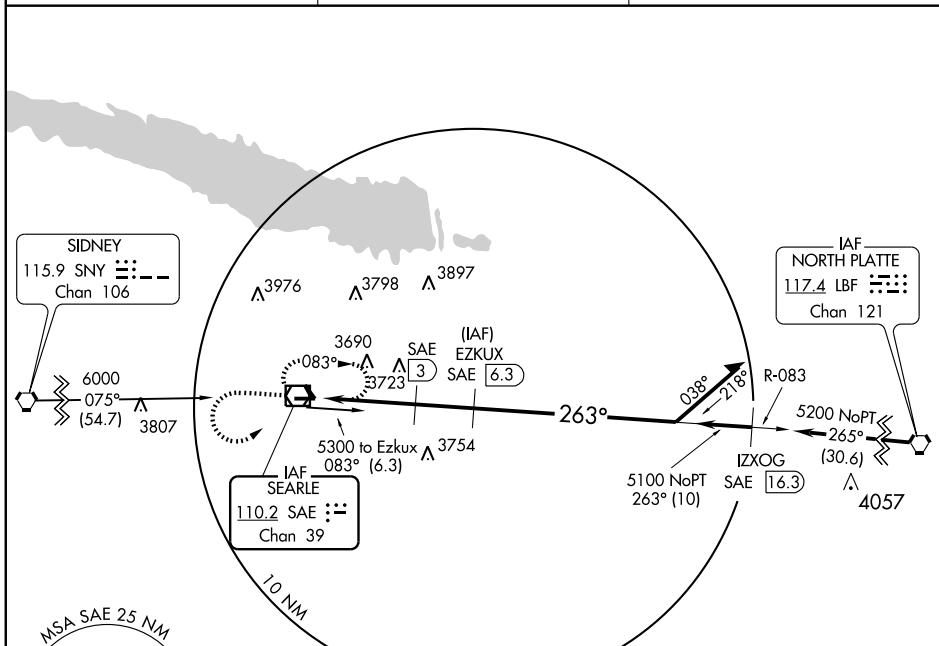 SIDNEY
115.9 SNY
Chan 106
3976
3798
3897
IAF
NORTH PLATTE
117.4 LBF
Chan 121
6000
075°
(54.7)
3807
083°
3690
3723
SAE
3
(IAF)
EZKUX
SAE 6.3
263°
038°
218°
R-083
5200 NoPT
265°
(30.6)
4057
5300 to Ezkux
083° (6.3)
3754
5100 NoPT
263° (10)
IZXOG
SAE 16.3
IAF
SEARLE
110.2 SAE
Chan 39
10 NM
MSA SAE 25 NM